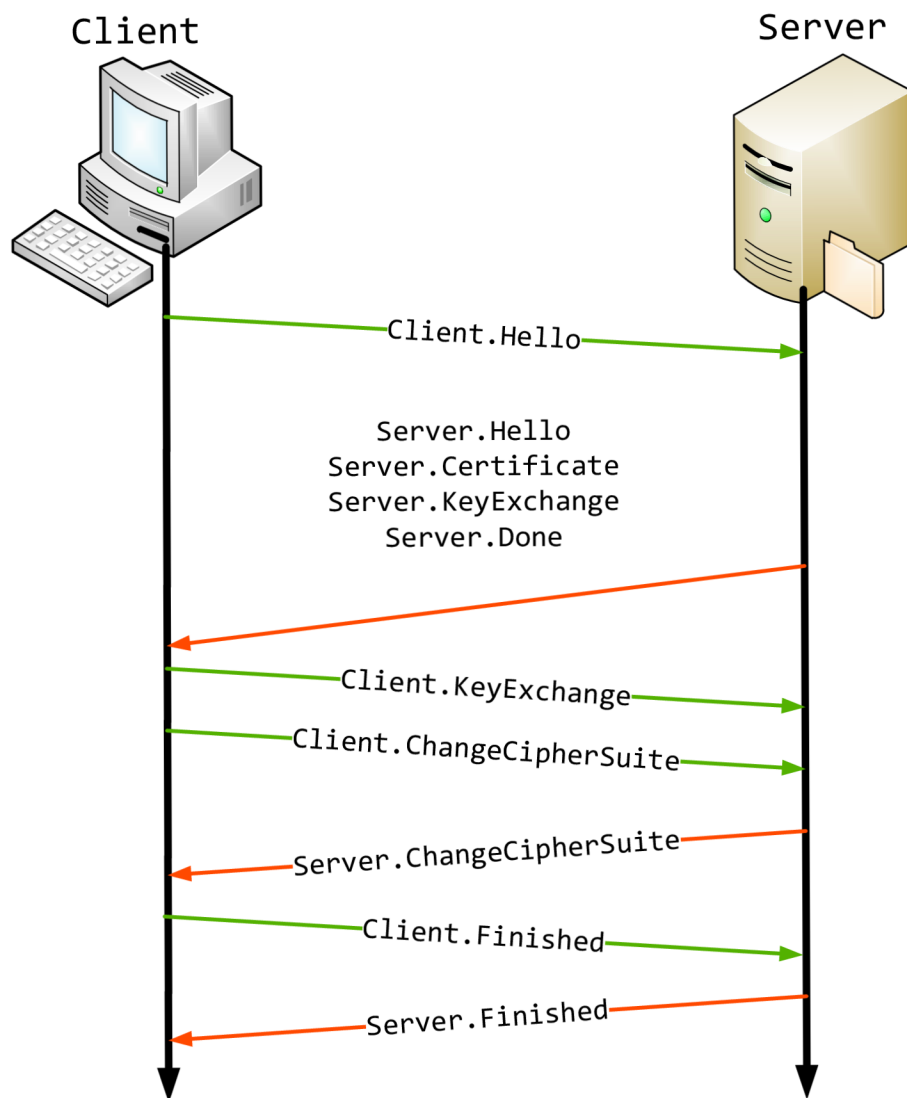 Client
Server
Client.Hello
Server.Hello
Server.Certificate
Server.KeyExchange
Server.Done
Client.KeyExchange
Client.ChangeCipherSuite
Server.ChangeCipherSuite
Client.Finished
Server.Finished